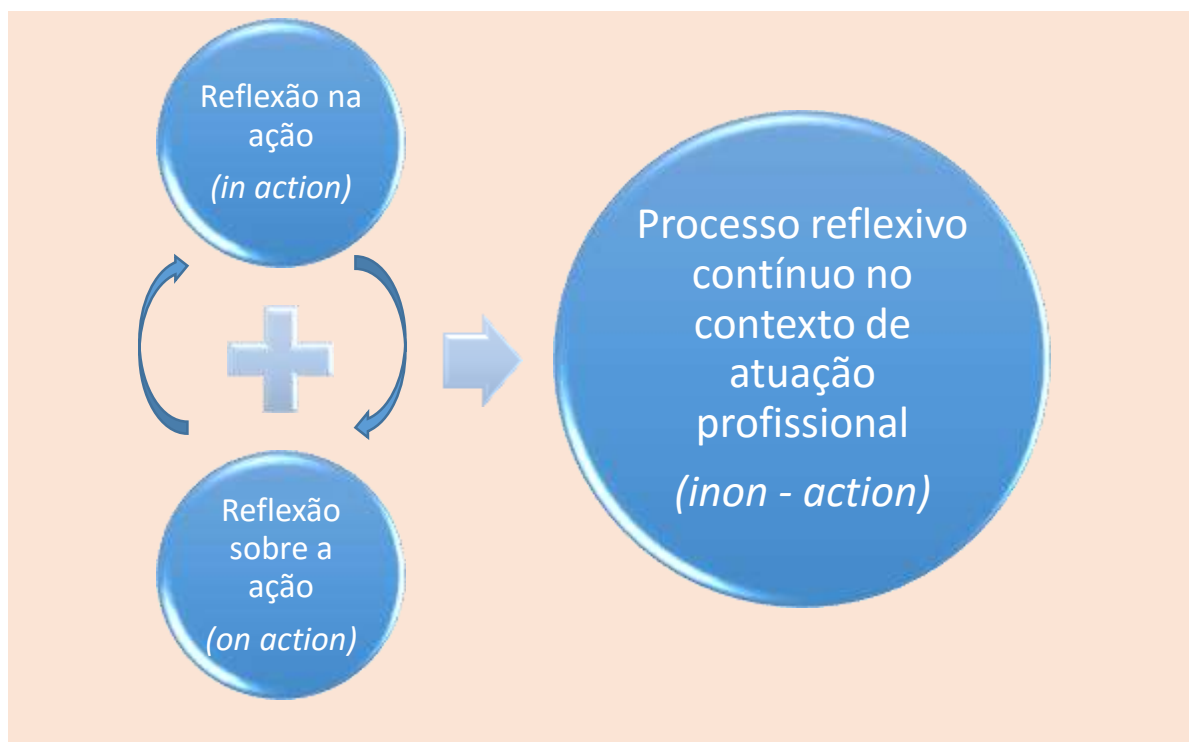 Reflexão na
ação
(in action)
Reflexão
sobre a
ação
(on action)
Processo reflexivo
contínuo no
contexto de
atuação
profissional
(inon - action)